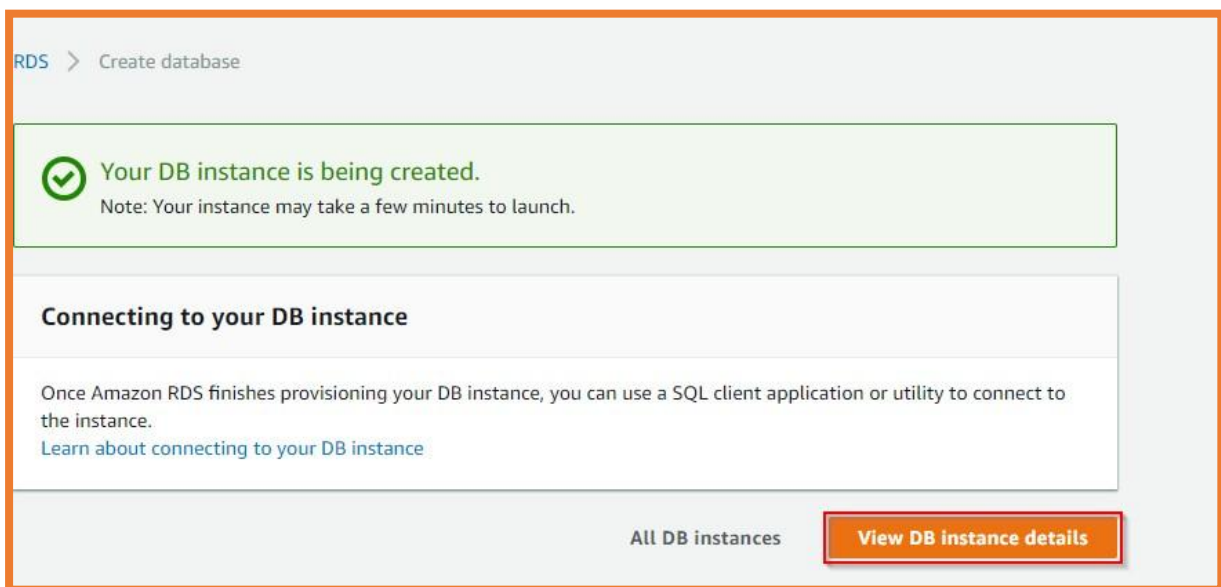 RDS > Create database
Your DB instance is being created.
Note: Your instance may take a few minutes to launch.
Connecting to your DB instance
Once Amazon RDS finishes provisioning your DB instance, you can use a SQL client application or utility to connect to
the instance.
Learn about connecting to your DB instance
All DB instances View DB instance details